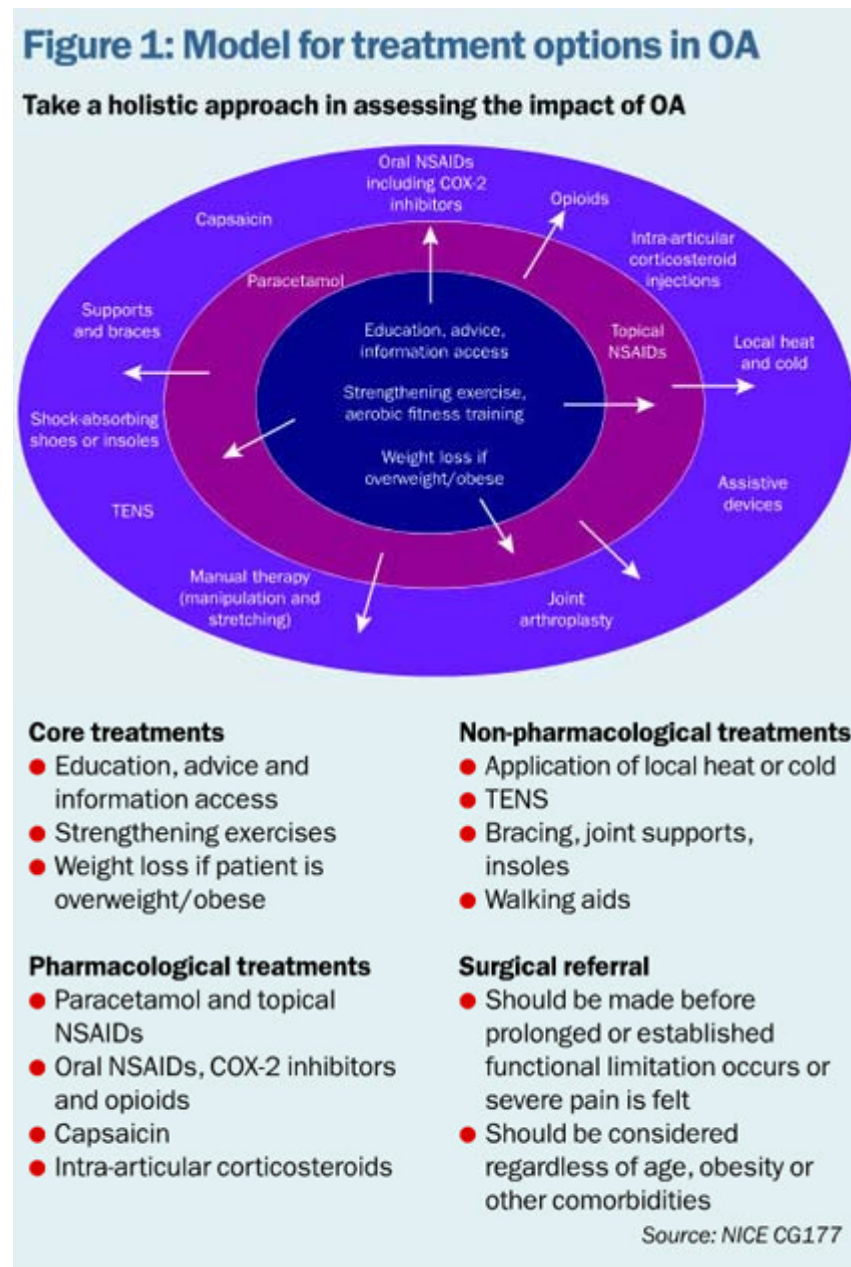 Figure 1: Model for treatment options in OA
Take a holistic approach in assessing the impact of OA
Oral NSAIDs
including COX-2
inhibitors
Opioids
Capsaicin
Intra-articular
corticosteroid
injections
Paracetamol
Supports
and braces
Education, advice,
information access
Topical
NSAIDs
Local heat
and cold
Strengthening exercise,
aerobic fitness training
Shock-absorbing
shoes or insoles
Weight loss if
overweight/obese
Assistive
devices
TENS
Manual therapy
(manipulation and
stretching)
Joint
arthroplasty
Core treatments
Education, advice and
information access
Strengthening exercises
Weight loss if patient is
overweight/obese
Non-pharmacological treatments
Application of local heat or cold
TENS
Bracing, joint supports,
insoles
Walking aids
Pharmacological treatments
Paracetamol and topical
NSAIDs
Oral NSAIDs, COX-2 inhibitors
and opioids
Capsaicin
Intra-articular corticosteroids
Surgical referral
Should be made before
prolonged or established
functional limitation occurs or
severe pain is felt
Should be considered
regardless of age, obesity or
other comorbidities
Source: NICE CG177